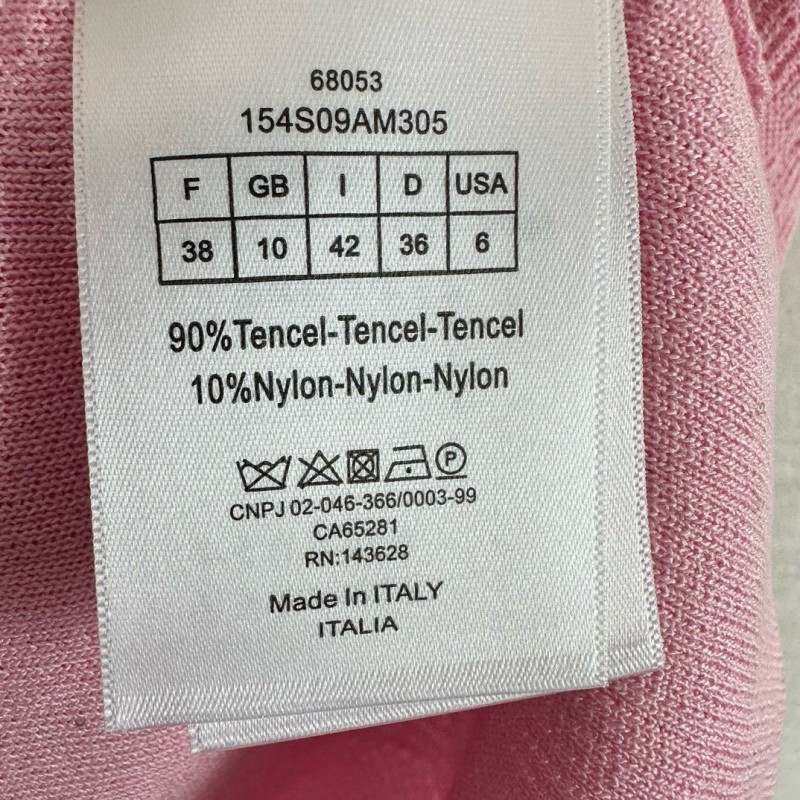 68053
154S09AM305
F GB I D USA
38 10 42 36 6
90%Tencel-Tencel-Tencel
10%Nylon-Nylon-Nylon
P
CNPJ 02-046-366/0003-99
CA65281
RN:143628
Made In ITALY
ITALIA